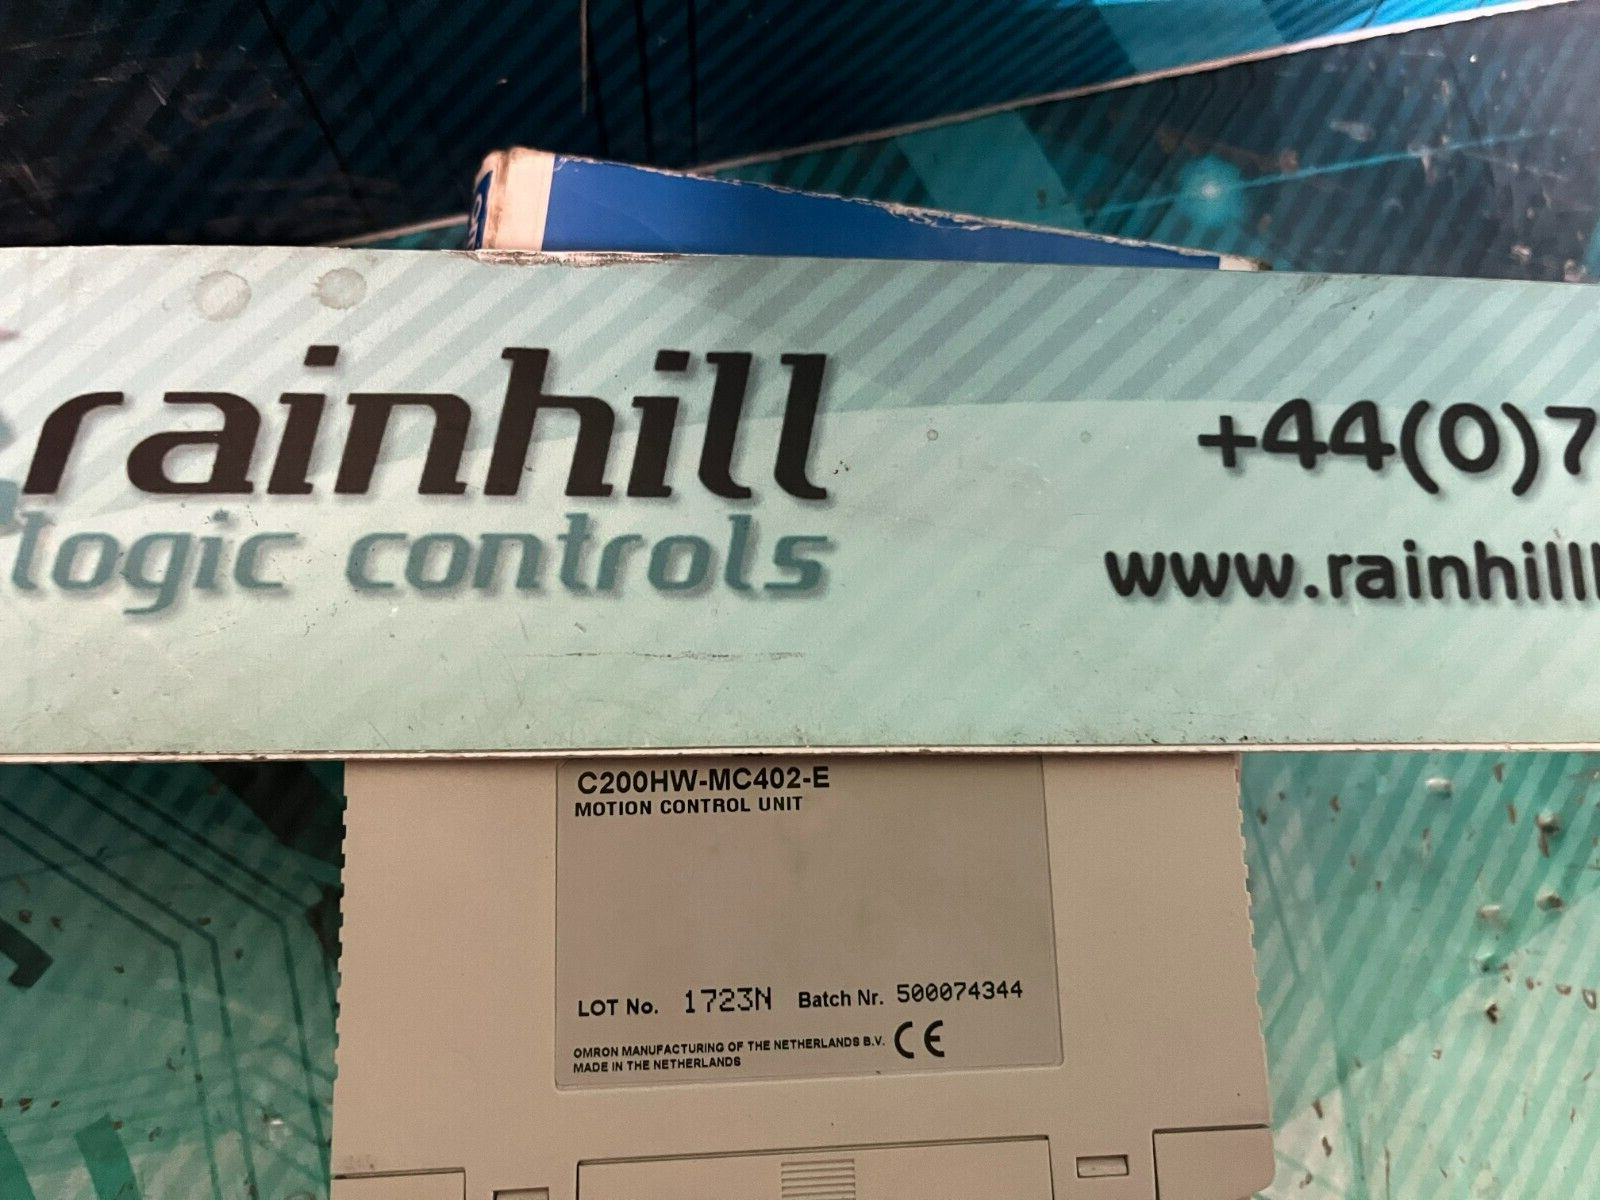 rainhill
logic controls
+44(0)7
www.rainhill
C200HW-MC402-E
MOTION CONTROL UNIT
LOT No. 1723N Batch Nr. 500074344
OMRON MANUFACTURING OF THE NETHERLANDS B.V. CE
MADE IN THE NETHERLANDS